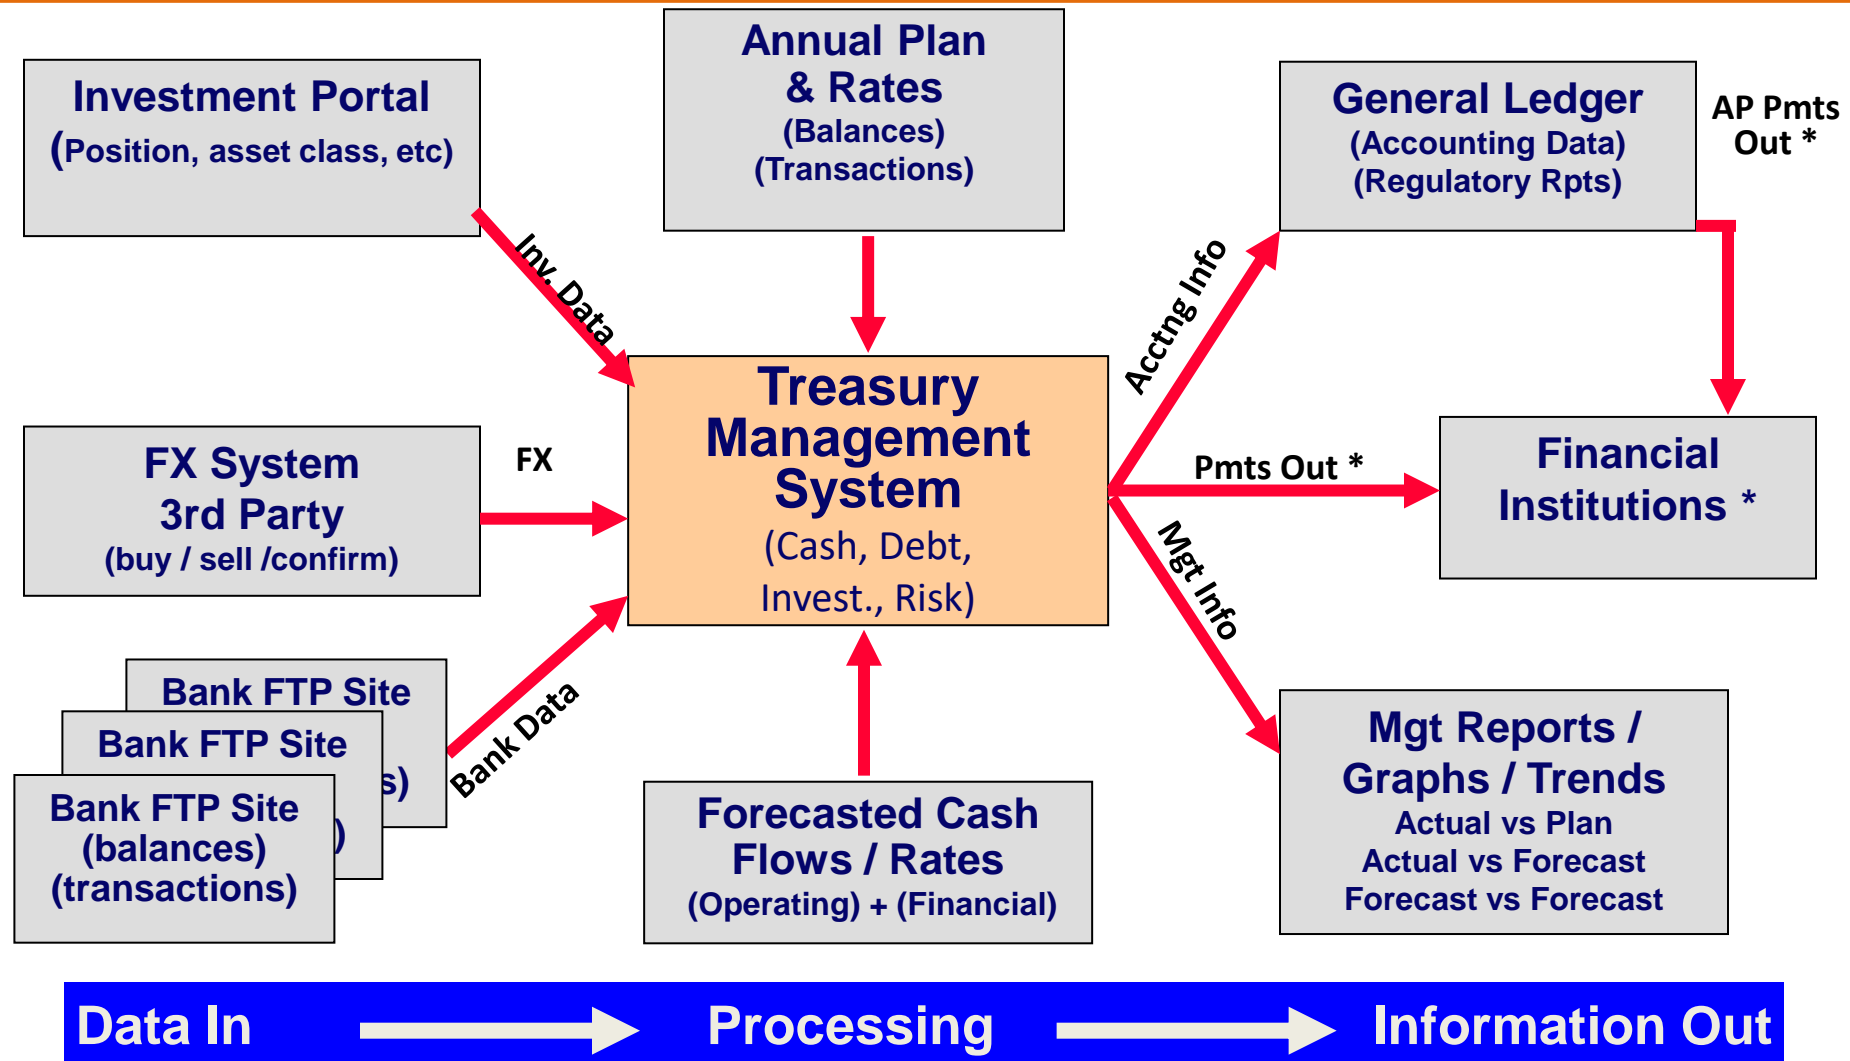 Investment Portal
(Position, asset class, etc)
Annual Plan
& Rates
(Balances)
(Transactions)
General Ledger
(Accounting Data)
(Regulatory Rpts)
AP Pmts
Out *
Inv. Data
Acctng Info
FX System
3rd Party
(buy / sell /confirm)
FX
Treasury
Management
System
(Cash, Debt,
Invest., Risk)
Pmts Out *
Financial
Institutions *
Mgt Info
Bank FTP Site
s)
Bank FTP Site
)
Bank FTP Site
(balances)
(transactions)
Bank Data
Forecasted Cash
Flows / Rates
(Operating) + (Financial)
Mgt Reports /
Graphs / Trends
Actual vs Plan
Actual vs Forecast
Forecast vs Forecast
Data In
Processing
Information Out